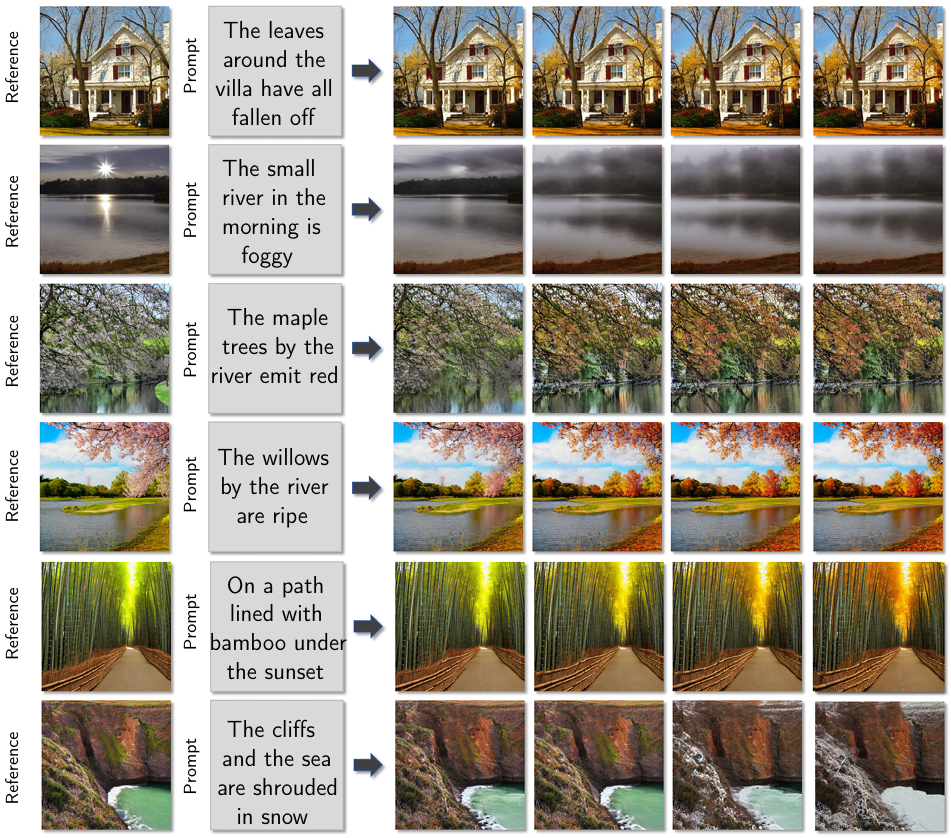 Reference
Prompt
The leaves
around the
villa have all
fallen off
Reference
Prompt
The small
river in the
morning is
foggy
Reference
Prompt
The maple
trees by the
river emit red
Reference
Prompt
The willows
by the river
are ripe
Reference
Prompt
On a path
lined with
bamboo under
the sunset
Reference
Prompt
The cliffs
and the sea
are shrouded
in snow